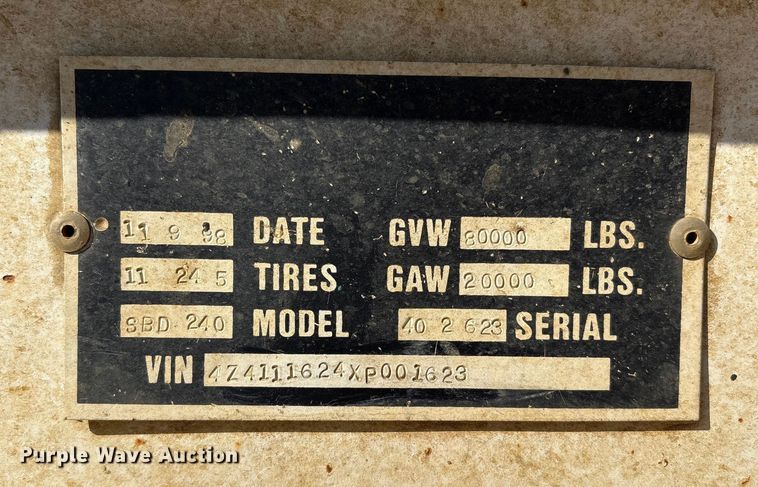 11 9 98 DATE GVW 80000 LBS.
11 24 5 TIRES GAW 20000 LBS.
SBD 240 MODEL 40 2 623 SERIAL
VIN 4Z4111624XP001623
Purple Wave Auction